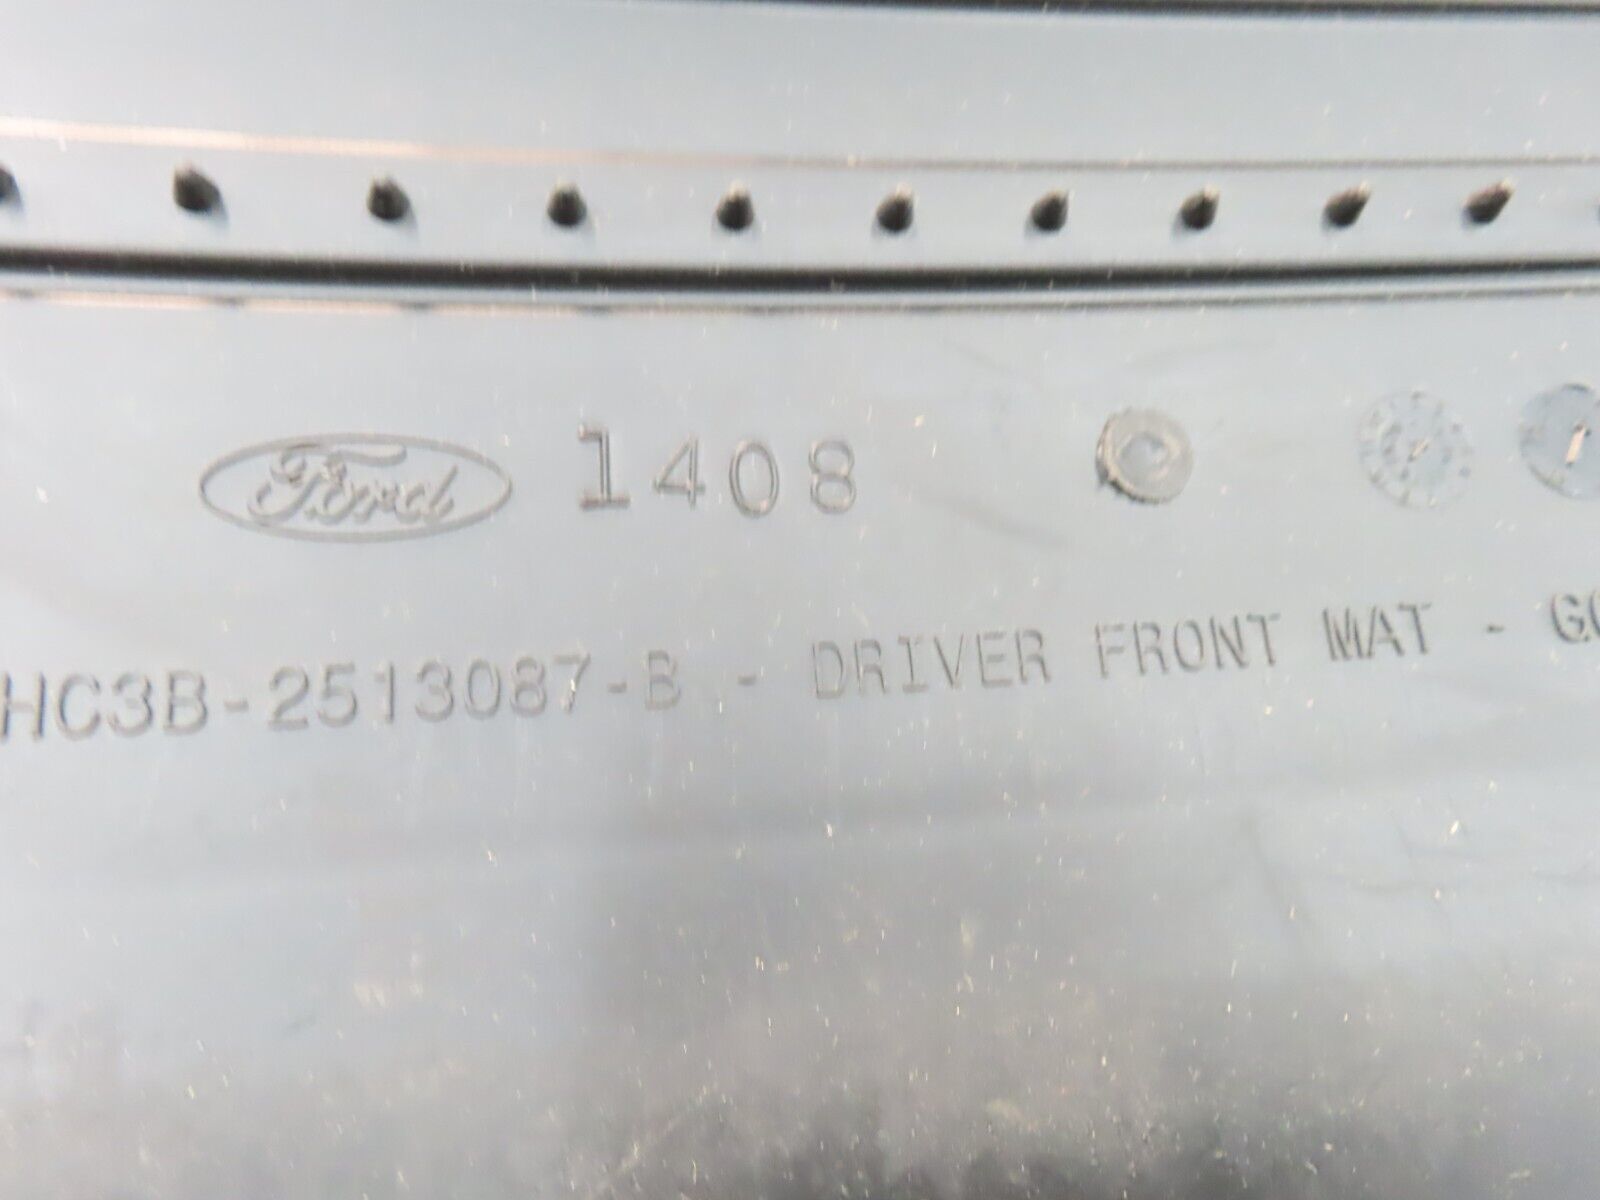 Ford 1408
HC3B-2513087-B - DRIVER FRONT MAT -